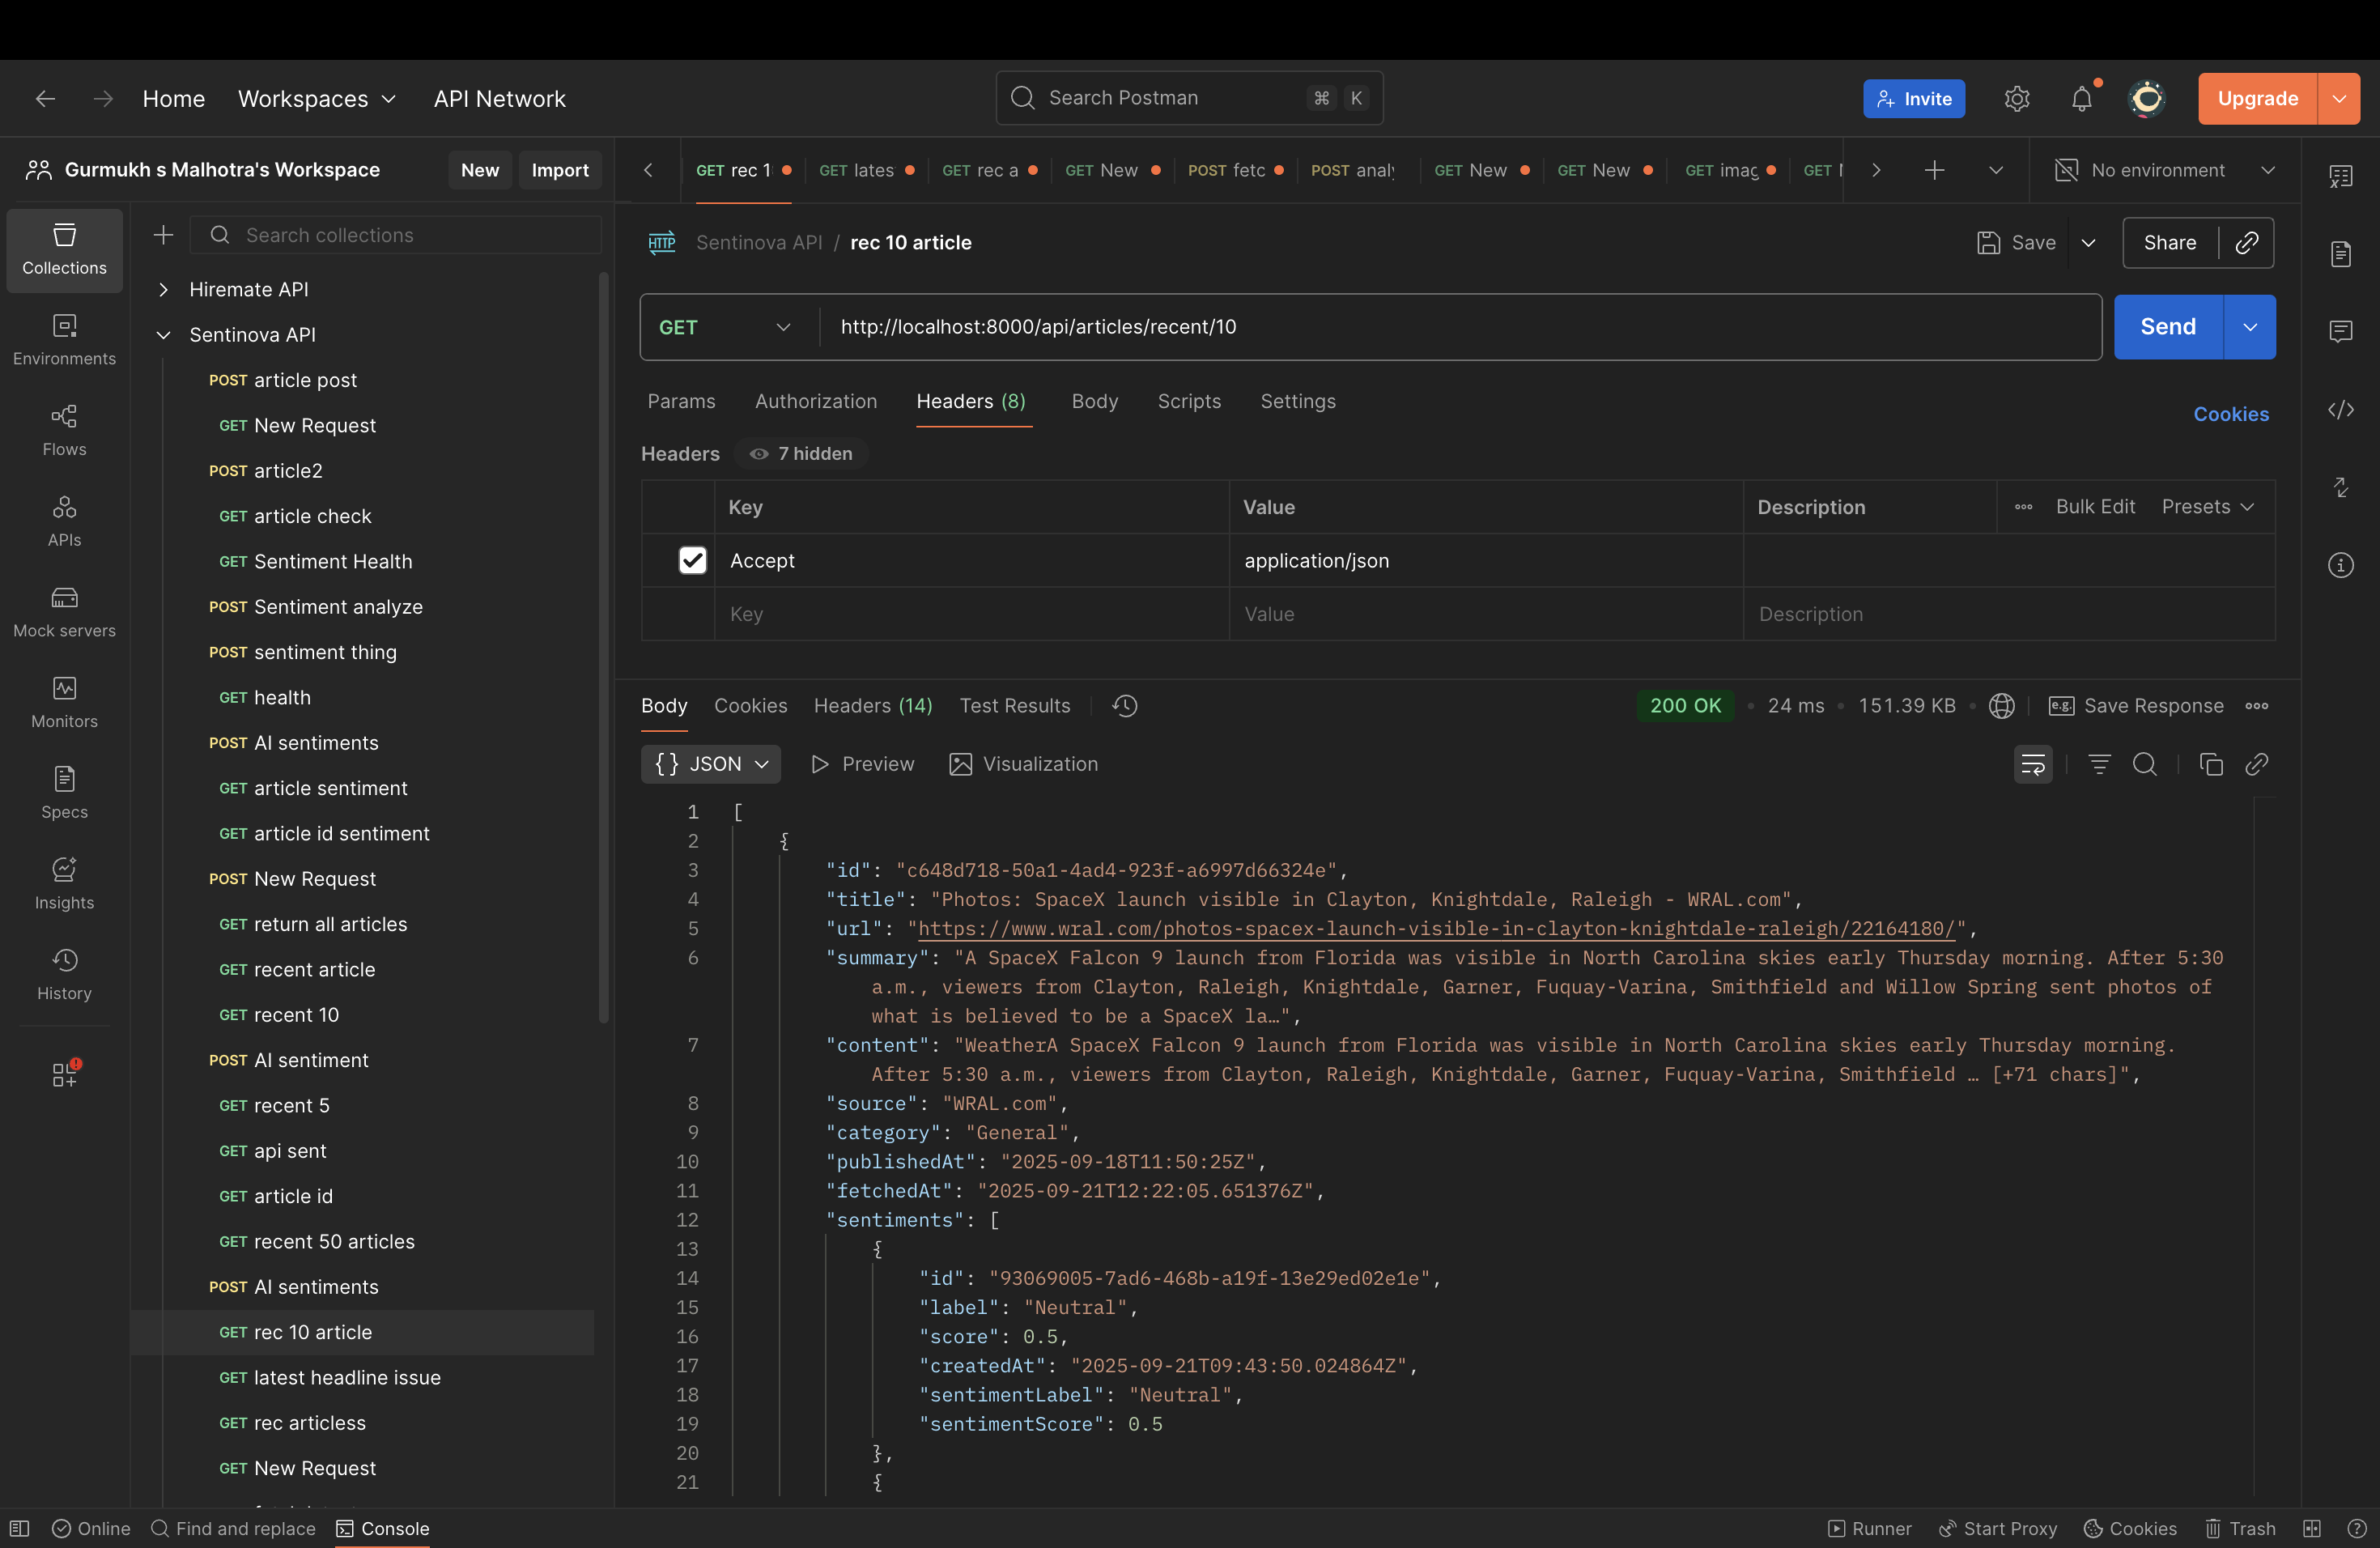 Home Workspaces API Network
Search Postman ⌘ K
Invite
Upgrade
Gurmukh s Malhotra's Workspace
New Import
GET rec 1
GET lates
GET rec a
GET New
POST fetc
POST analy
GET New
GET New
GET imag
GET
No environment
Collections
Environments
Flows
APIs
Mock servers
Monitors
Specs
Insights
History
Search collections
Hiremate API
Sentinova API
POST article post
GET New Request
POST article2
GET article check
GET Sentiment Health
POST Sentiment analyze
POST sentiment thing
GET health
POST AI sentiments
GET article sentiment
GET article id sentiment
POST New Request
GET return all articles
GET recent article
GET recent 10
POST AI sentiment
GET recent 5
GET api sent
GET article id
GET recent 50 articles
POST AI sentiments
GET rec 10 article
GET latest headline issue
GET rec articless
GET New Request
HTTP Sentinova API / rec 10 article
Save
Share
GET http://localhost:8000/api/articles/recent/10
Send
Params Authorization Headers (8) Body Scripts Settings
Cookies
Headers 7 hidden
Key Value Description ••• Bulk Edit Presets
Accept application/json
Key Value Description
Body Cookies Headers (14) Test Results
200 OK • 24 ms • 151.39 KB • e.g. Save Response
{} JSON Preview Visualization
1 [
2 {
3 "id": "c648d718-50a1-4ad4-923f-a6997d66324e",
4 "title": "Photos: SpaceX launch visible in Clayton, Knightdale, Raleigh - WRAL.com",
5 "url": "https://www.wral.com/photos-spacex-launch-visible-in-clayton-knightdale-raleigh/22164180/",
6 "summary": "A SpaceX Falcon 9 launch from Florida was visible in North Carolina skies early Thursday morning. After 5:30
a.m., viewers from Clayton, Raleigh, Knightdale, Garner, Fuquay-Varina, Smithfield and Willow Spring sent photos of
what is believed to be a SpaceX la…",
7 "content": "WeatherA SpaceX Falcon 9 launch from Florida was visible in North Carolina skies early Thursday morning.
After 5:30 a.m., viewers from Clayton, Raleigh, Knightdale, Garner, Fuquay-Varina, Smithfield … [+71 chars]",
8 "source": "WRAL.com",
9 "category": "General",
10 "publishedAt": "2025-09-18T11:50:25Z",
11 "fetchedAt": "2025-09-21T12:22:05.651376Z",
12 "sentiments": [
13 {
14 "id": "93069005-7ad6-468b-a19f-13e29ed02e1e",
15 "label": "Neutral",
16 "score": 0.5,
17 "createdAt": "2025-09-21T09:43:50.024864Z",
18 "sentimentLabel": "Neutral",
19 "sentimentScore": 0.5
20 },
21 {
Online Find and replace Console
Runner Start Proxy Cookies Trash